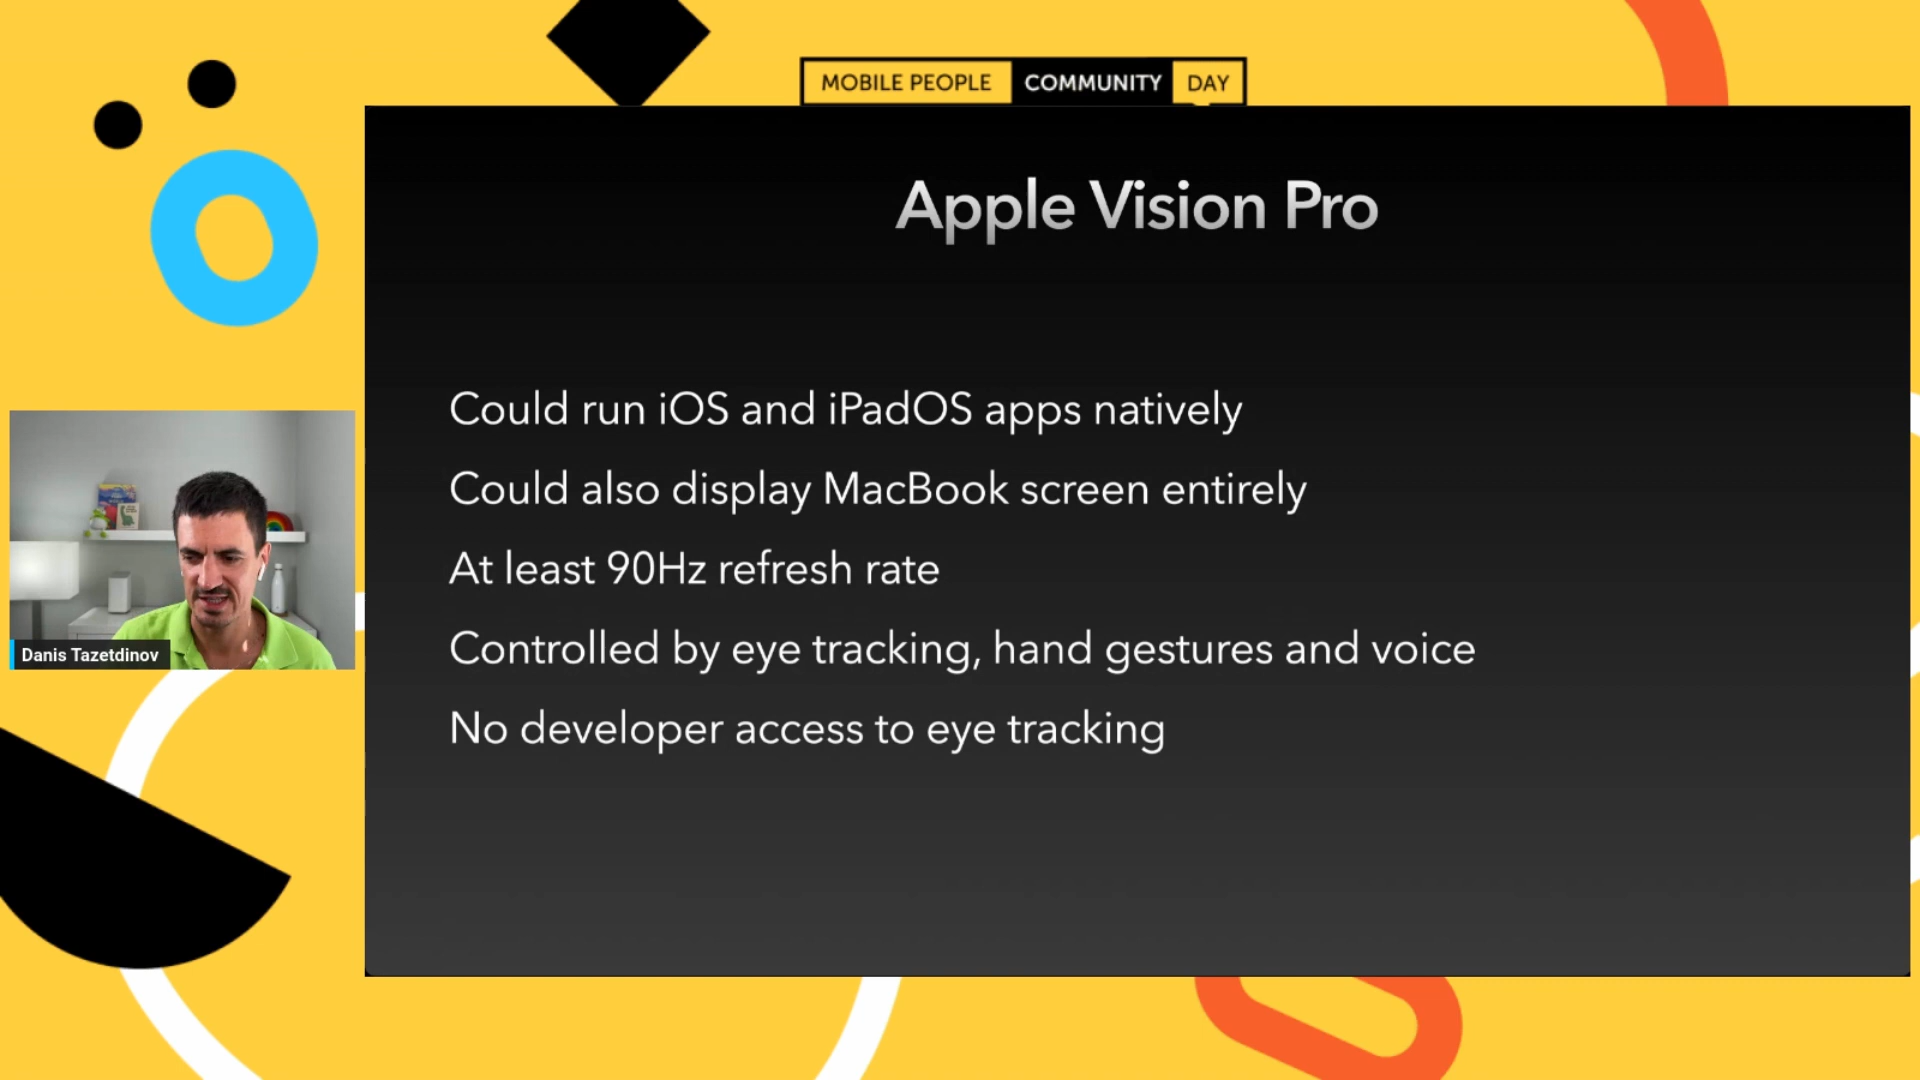 MOBILE PEOPLE COMMUNITY DAY
Apple Vision Pro
Could run iOS and iPadOS apps natively
Could also display MacBook screen entirely
At least 90Hz refresh rate
Controlled by eye tracking, hand gestures and voice
No developer access to eye tracking
Danis Tazetdinov